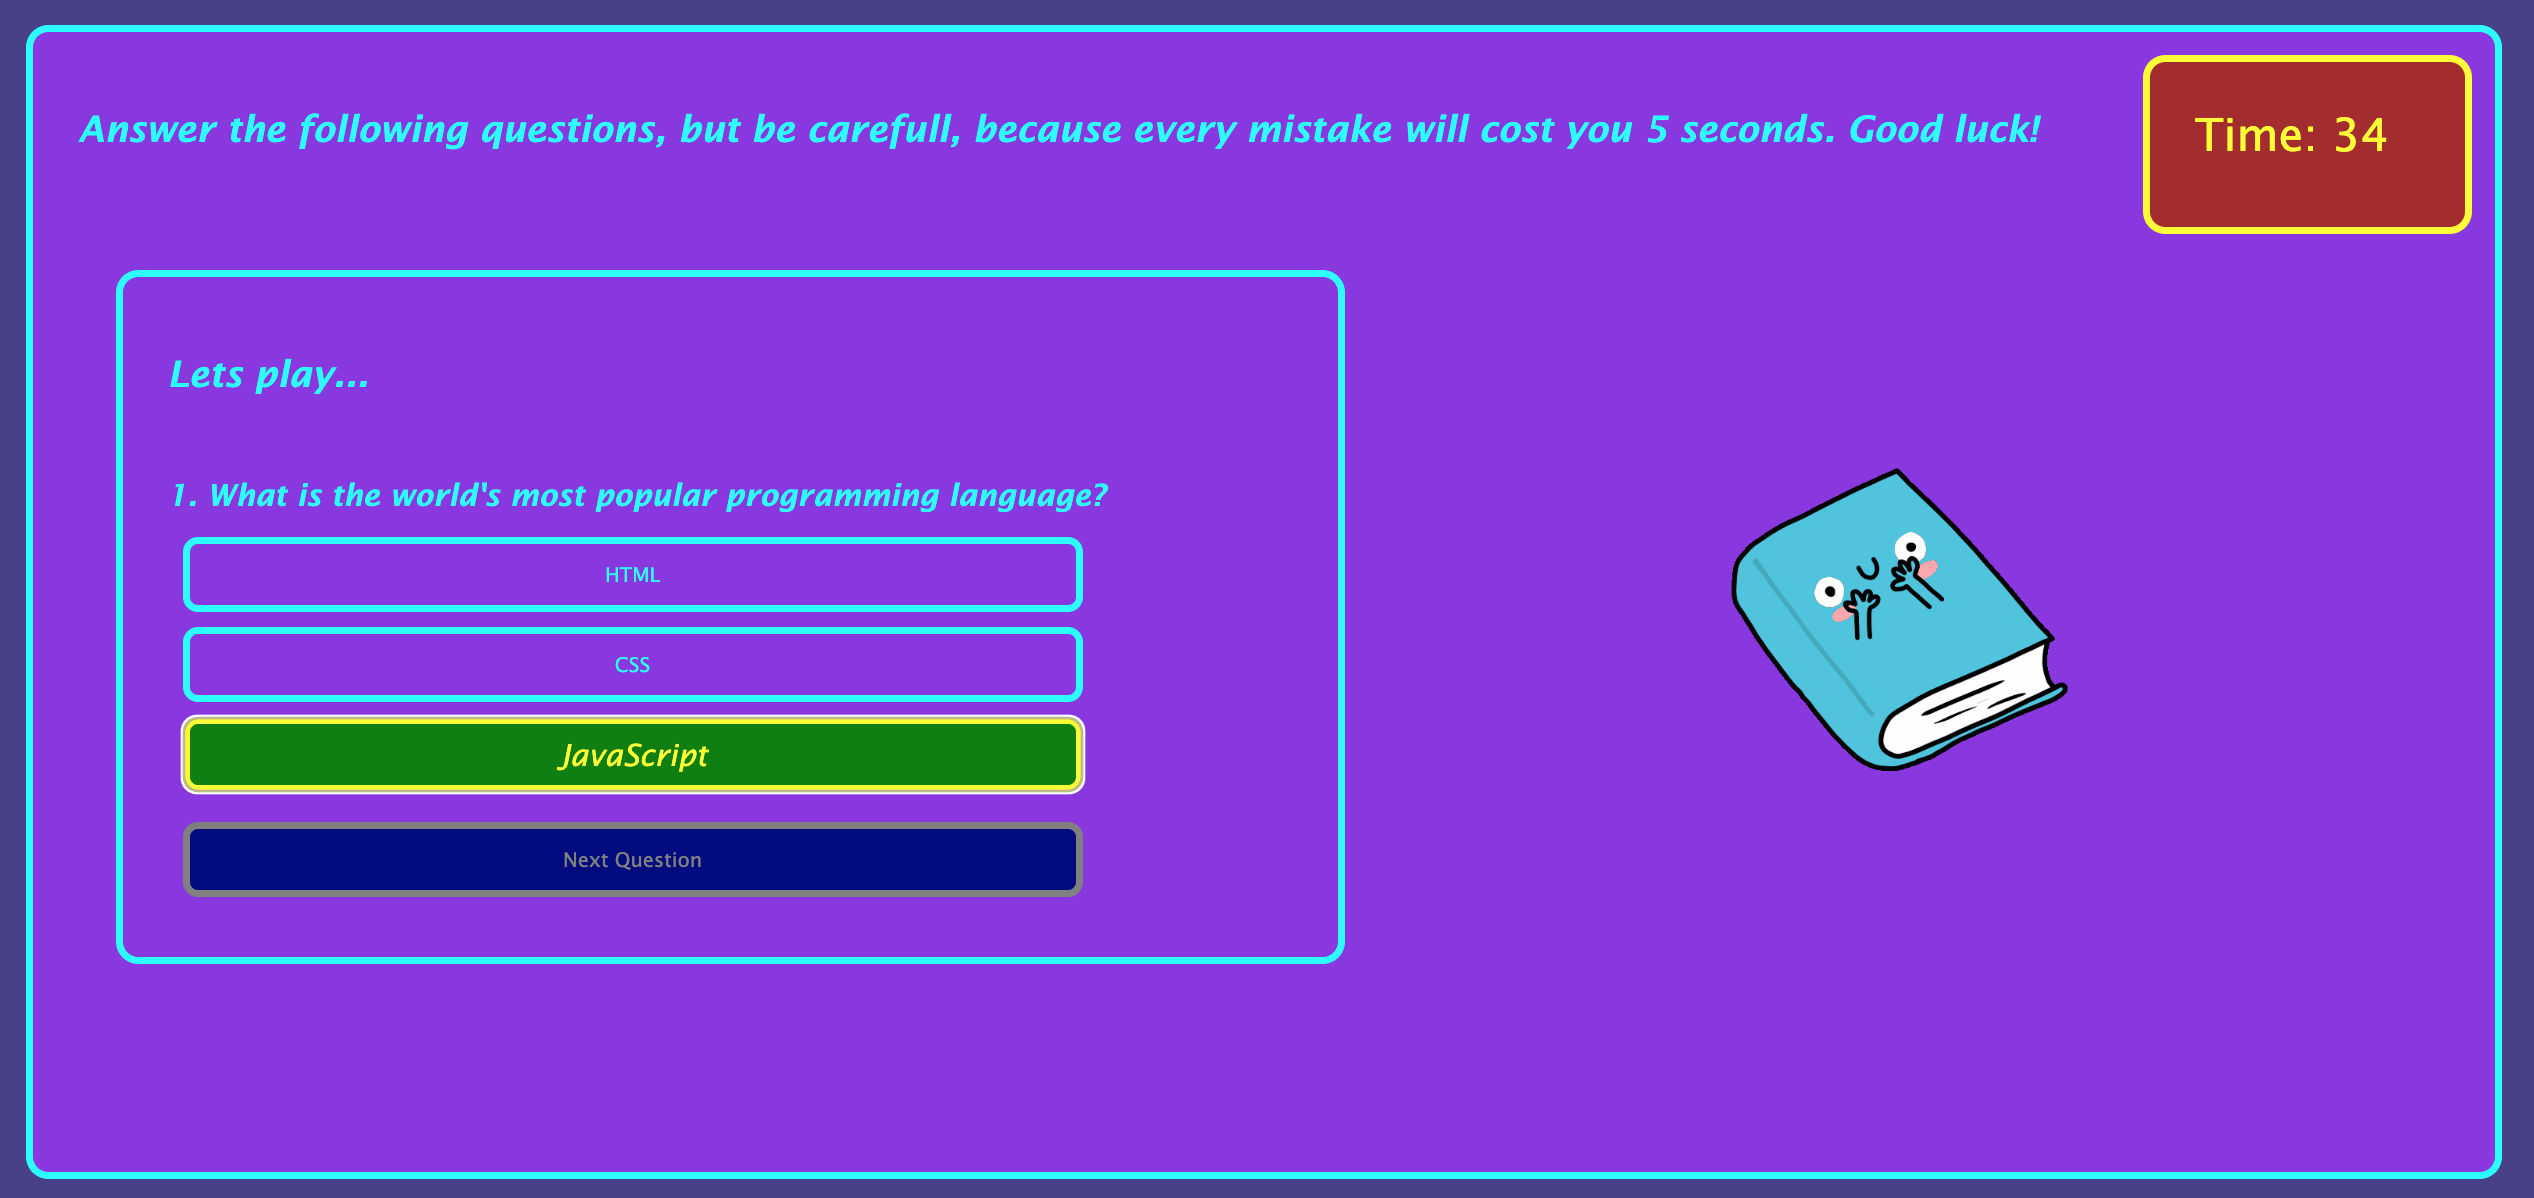 Answer the following questions, but be carefull, because every mistake will cost you 5 seconds. Good luck!
Time: 34
Lets play...
1. What is the world's most popular programming language?
HTML
CSS
JavaScript
Next Question